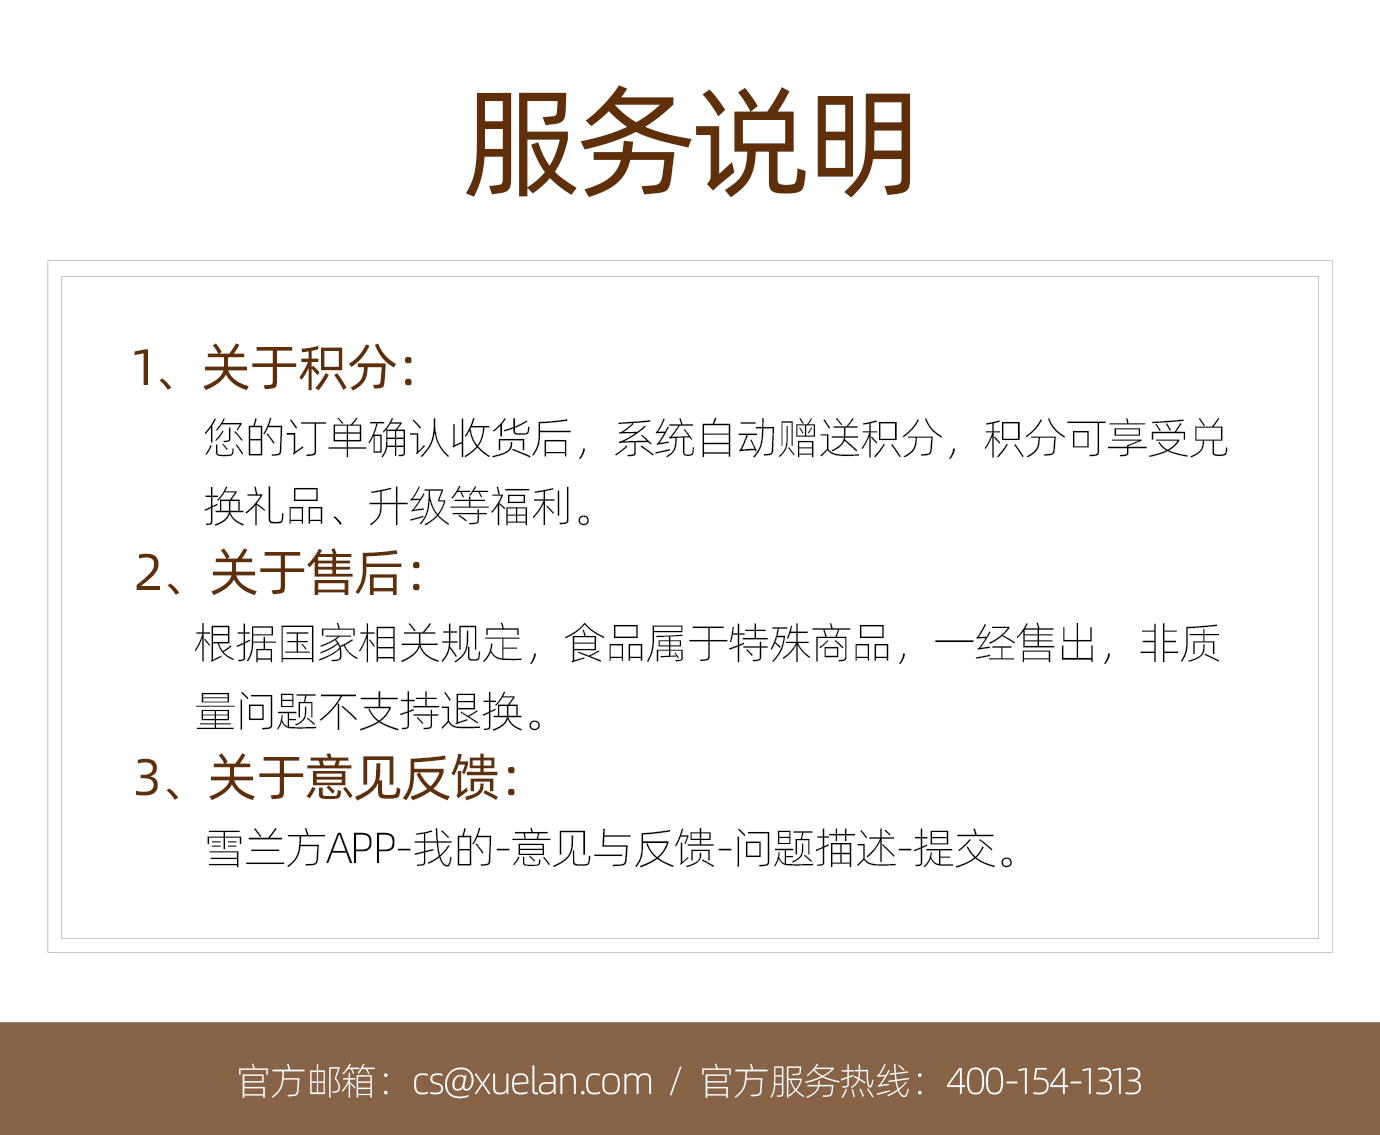 服务说明
1、关于积分：
您的订单确认收货后，系统自动赠送积分，积分可享受兑
换礼品、升级等福利。
2、关于售后：
根据国家相关规定，食品属于特殊商品，一经售出，非质
量问题不支持退换。
3、关于意见反馈：
雪兰方APP-我的-意见与反馈-问题描述-提交。
官方邮箱：cs@xuelan.com / 官方服务热线：400-154-1313